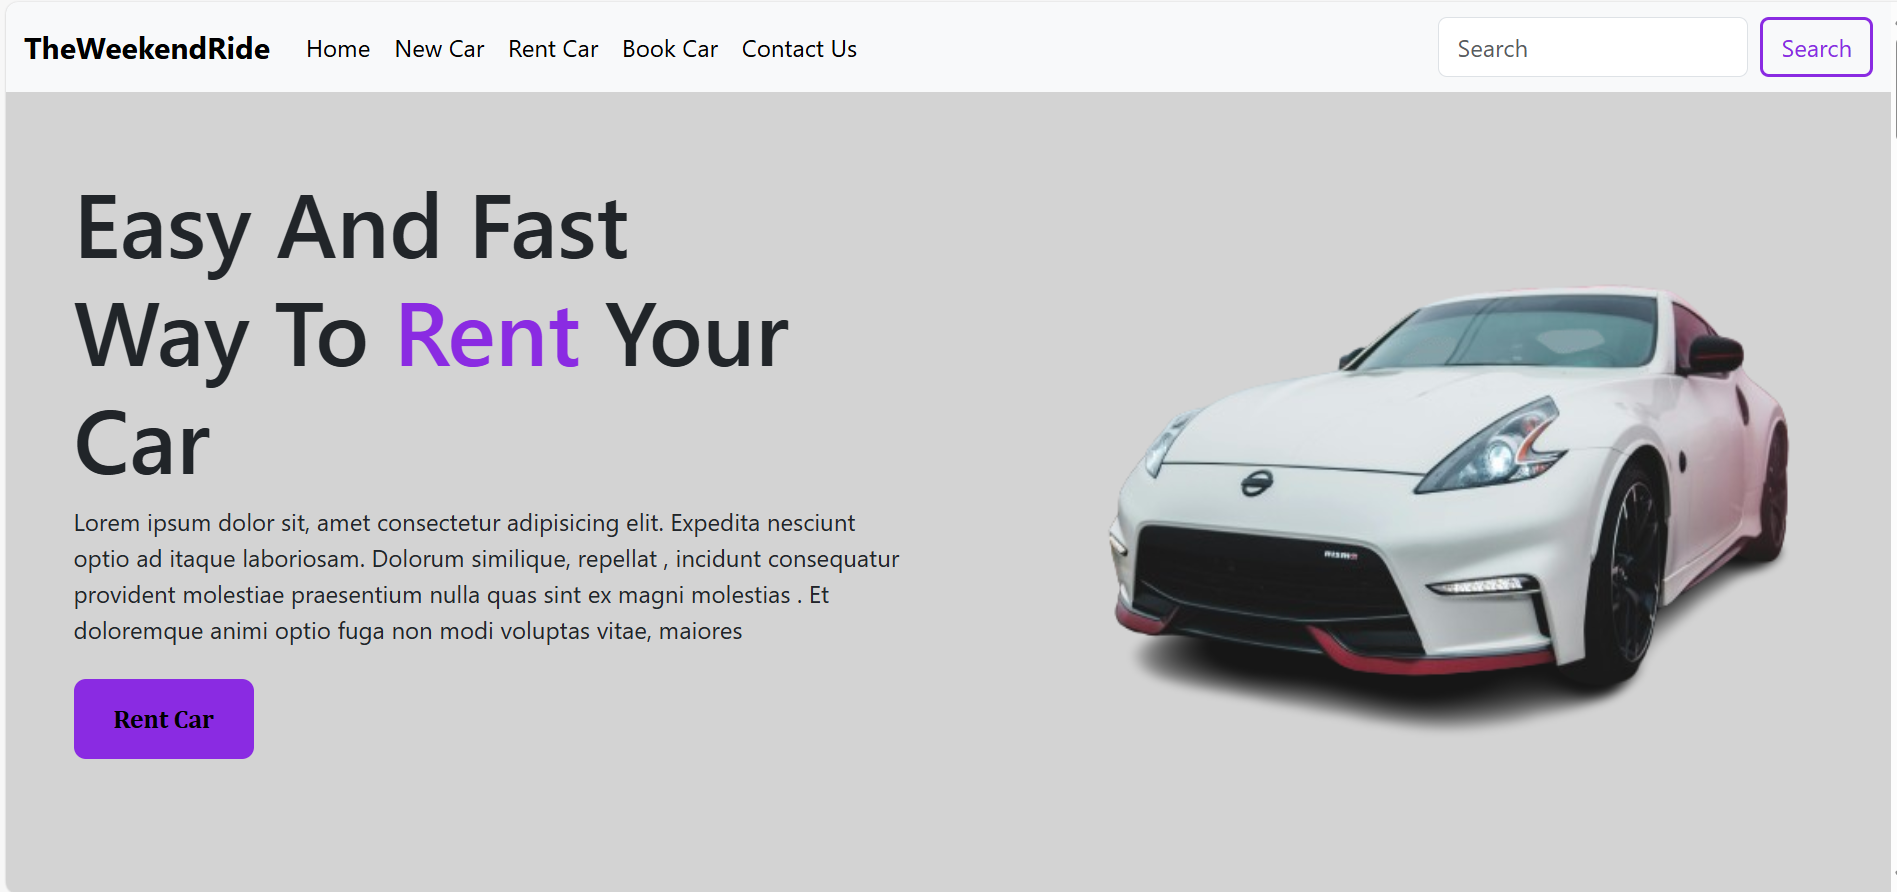 TheWeekendRide Home New Car Rent Car Book Car Contact Us Search Search
Easy And Fast
Way To Rent Your
Car
Lorem ipsum dolor sit, amet consectetur adipisicing elit. Expedita nesciunt
optio ad itaque laboriosam. Dolorum similique, repellat , incidunt consequatur
provident molestiae praesentium nulla quas sint ex magni molestias . Et
doloremque animi optio fuga non modi voluptas vitae, maiores
Rent Car
nismo